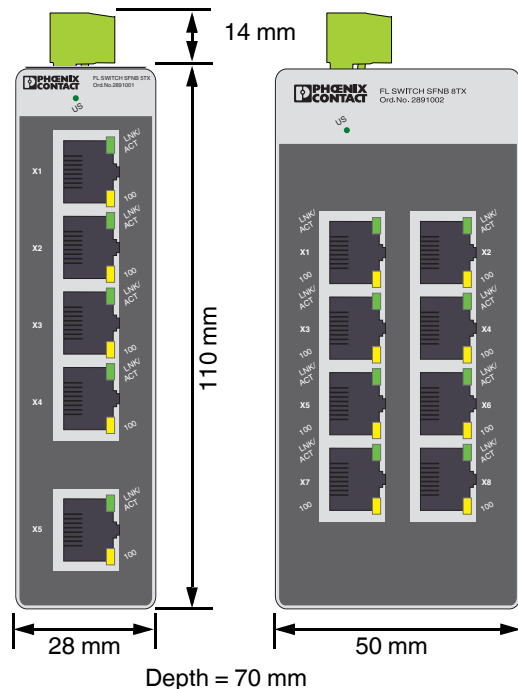 14 mm
PHŒNIX
CONTACT
FL SWITCH SFNB 5TX
Ord.No. 2891001
US
LNK/
ACT
X1
100
LNK/
ACT
X2
100
LNK/
ACT
X3
100
LNK/
ACT
X4
100
LNK/
ACT
X5
100
110 mm
PHŒNIX
CONTACT
FL SWITCH SFNB 8TX
Ord.No. 2891002
US
LNK/
ACT
LNK/
ACT
X1
X2
100
100
LNK/
ACT
LNK/
ACT
X3
X4
100
100
LNK/
ACT
LNK/
ACT
X5
X6
100
100
LNK/
ACT
LNK/
ACT
X7
X8
100
100
28 mm
50 mm
Depth = 70 mm